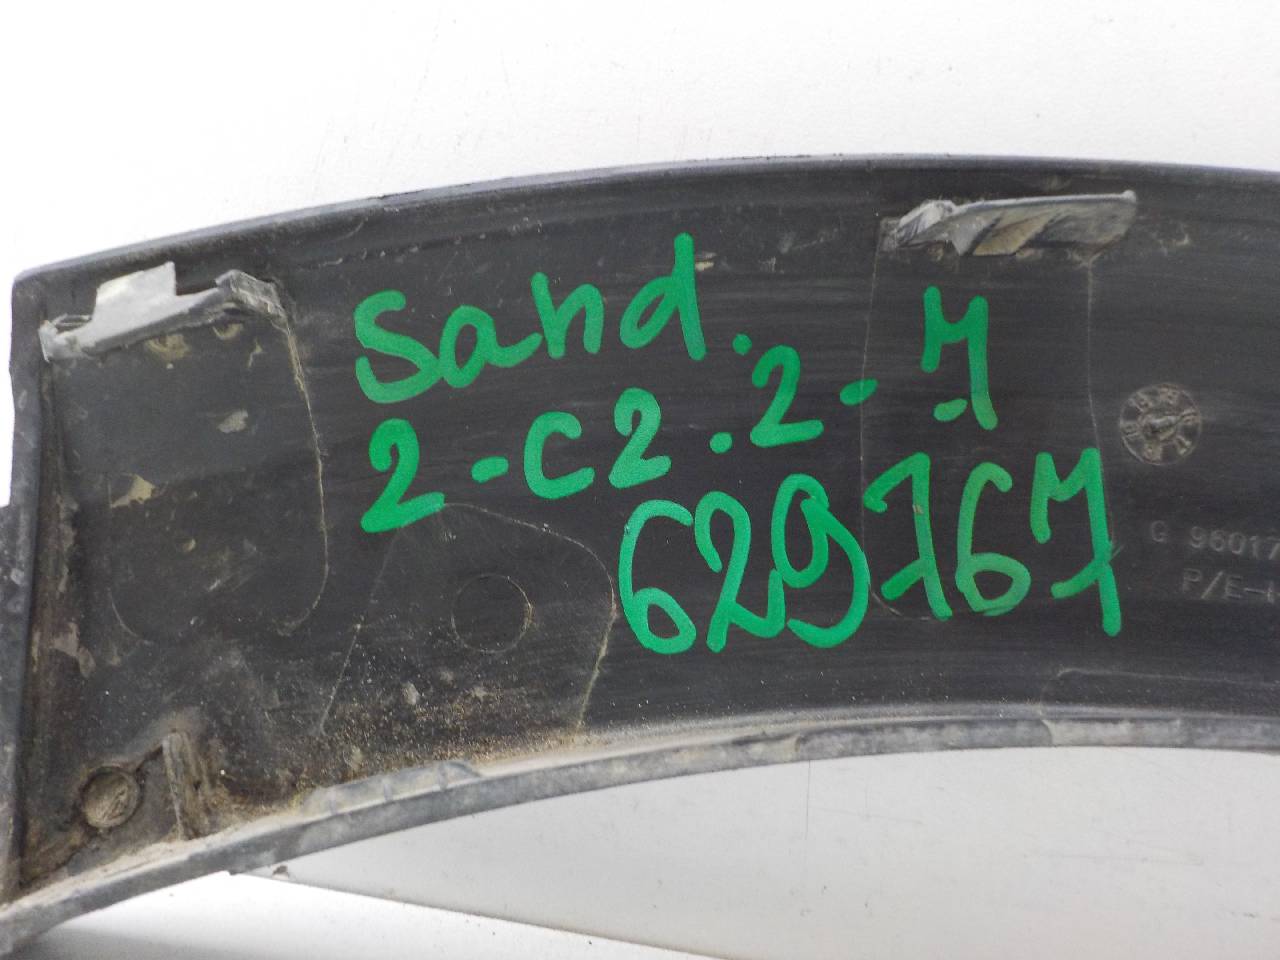 Sand.
2-C2.2-7
629767
G 96017
P/E-